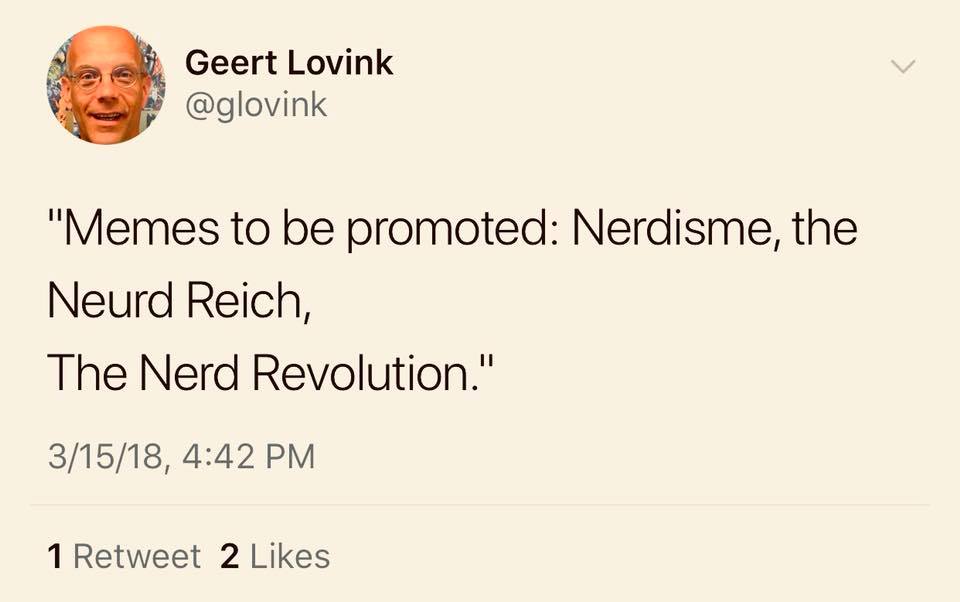 Geert Lovink
@glovink
"Memes to be promoted: Nerdisme, the
Neurd Reich,
The Nerd Revolution."
3/15/18, 4:42 PM
1 Retweet 2 Likes